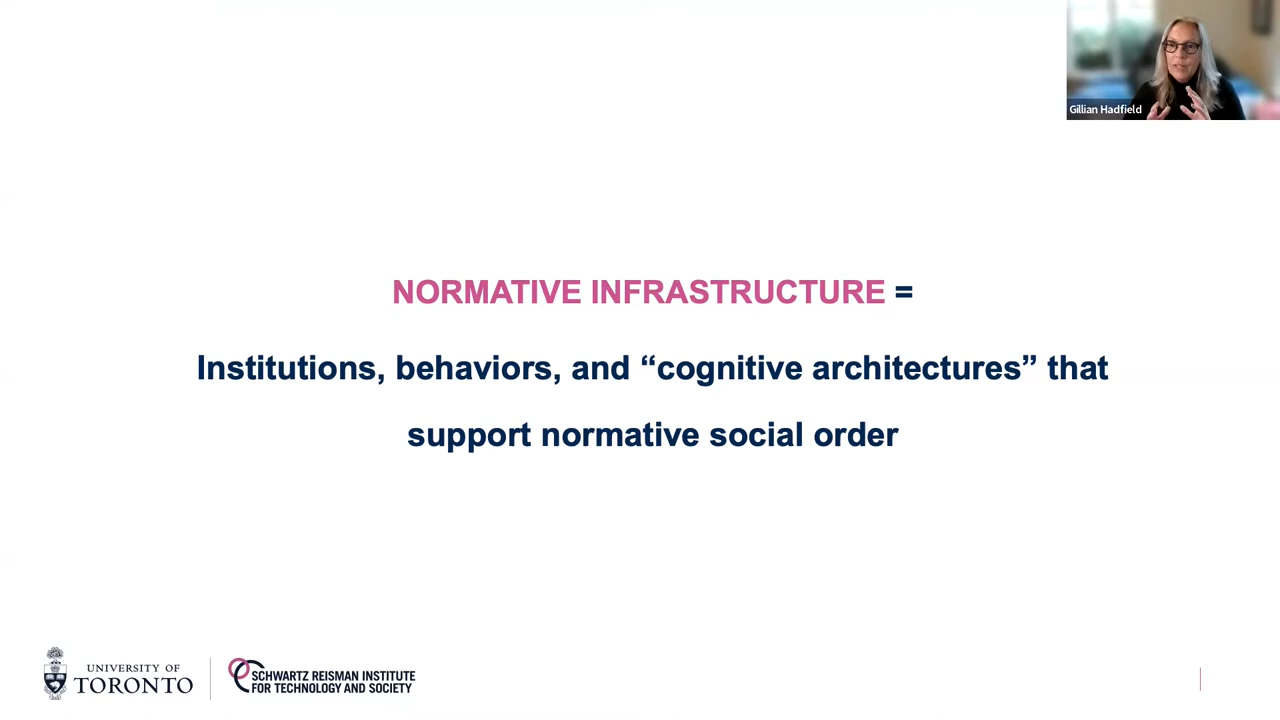 Gillian Hadfield
NORMATIVE INFRASTRUCTURE =
Institutions, behaviors, and “cognitive architectures” that
support normative social order
UNIVERSITY OF
TORONTO
SCHWARTZ REISMAN INSTITUTE
FOR TECHNOLOGY AND SOCIETY